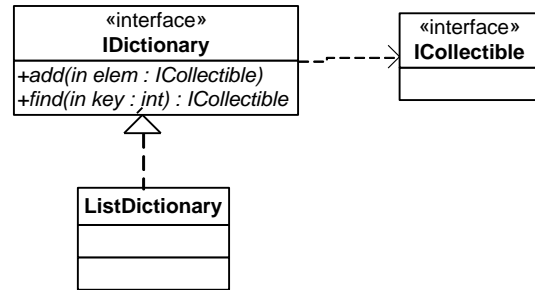 «interface»
IDictionary
+add(in elem : ICollectible)
+find(in key : int) : ICollectible
«interface»
ICollectible
ListDictionary